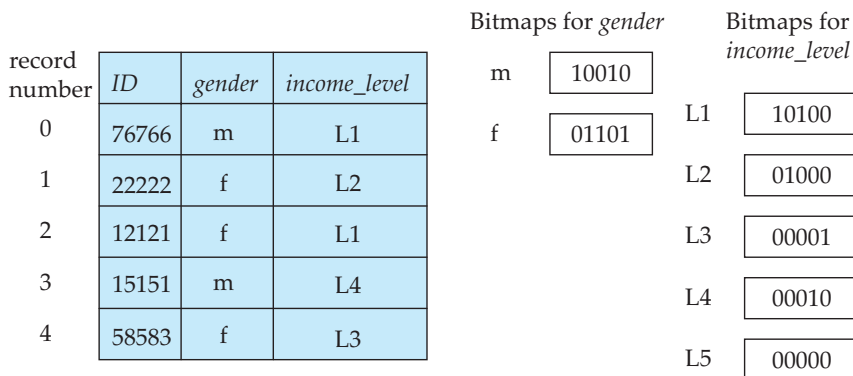 record number
ID gender income_level
0 76766 m L1
1 22222 f L2
2 12121 f L1
3 15151 m L4
4 58583 f L3
Bitmaps for gender
m 10010
f 01101
Bitmaps for
income_level
L1 10100
L2 01000
L3 00001
L4 00010
L5 00000